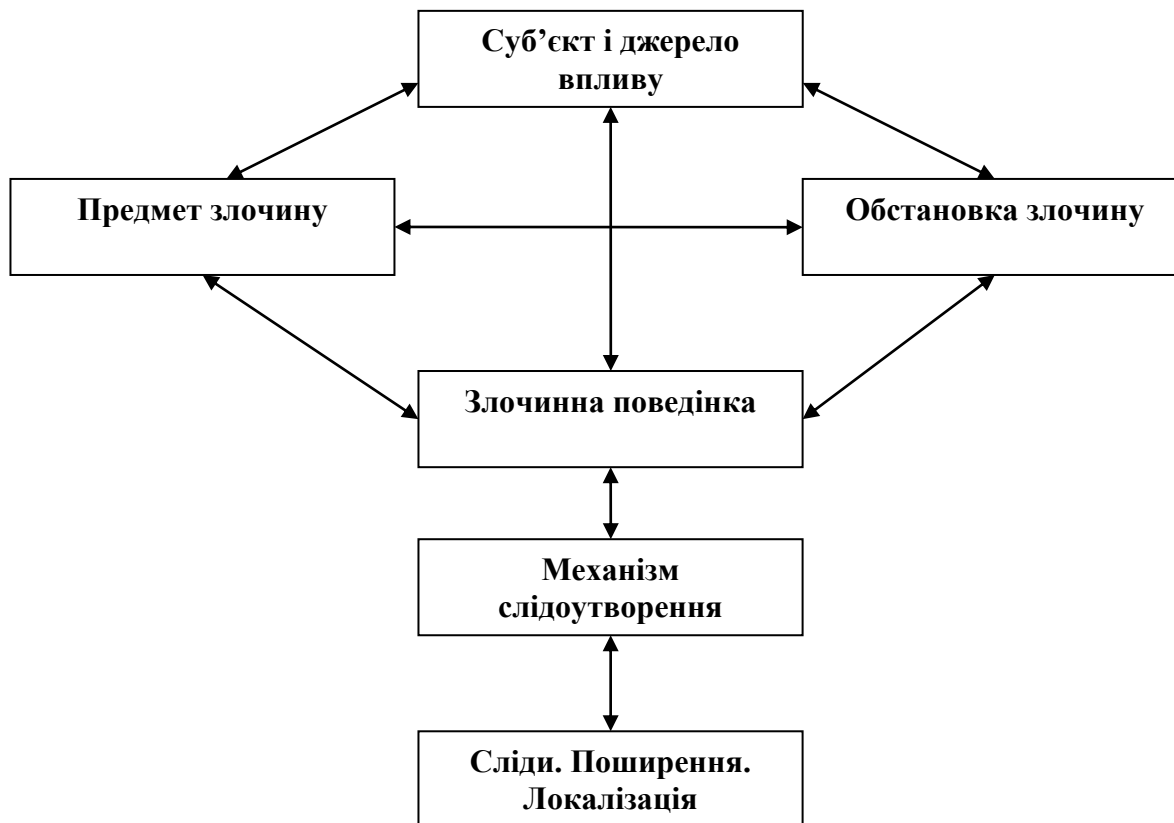 Суб’єкт і джерело
впливу
Предмет злочину
Обстановка злочину
Злочинна поведінка
Механізм
слідоутворення
Сліди. Поширення.
Локалізація